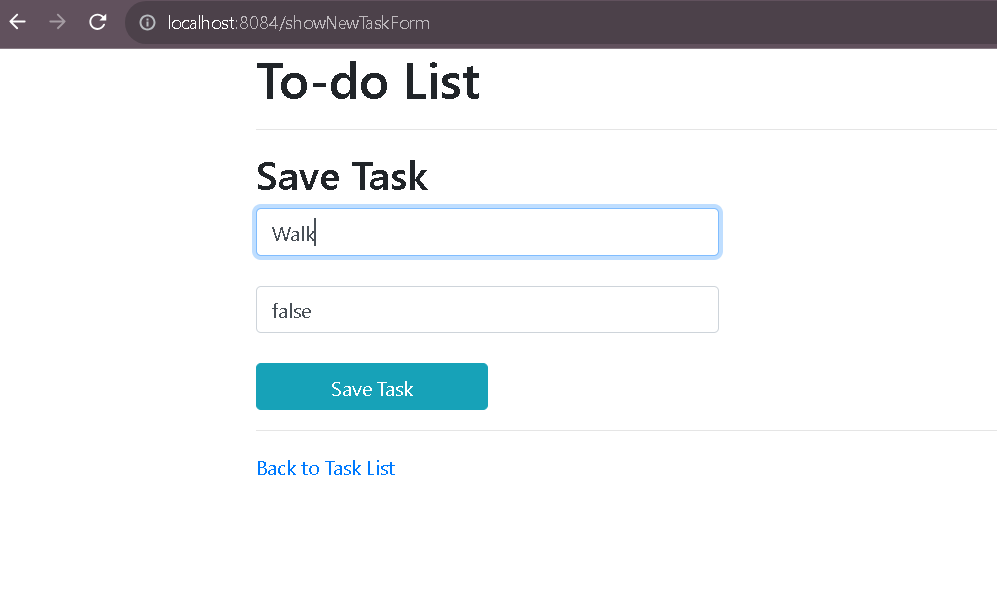 localhost:8084/showNewTaskForm
To-do List
Save Task
Walk
false
Save Task
Back to Task List